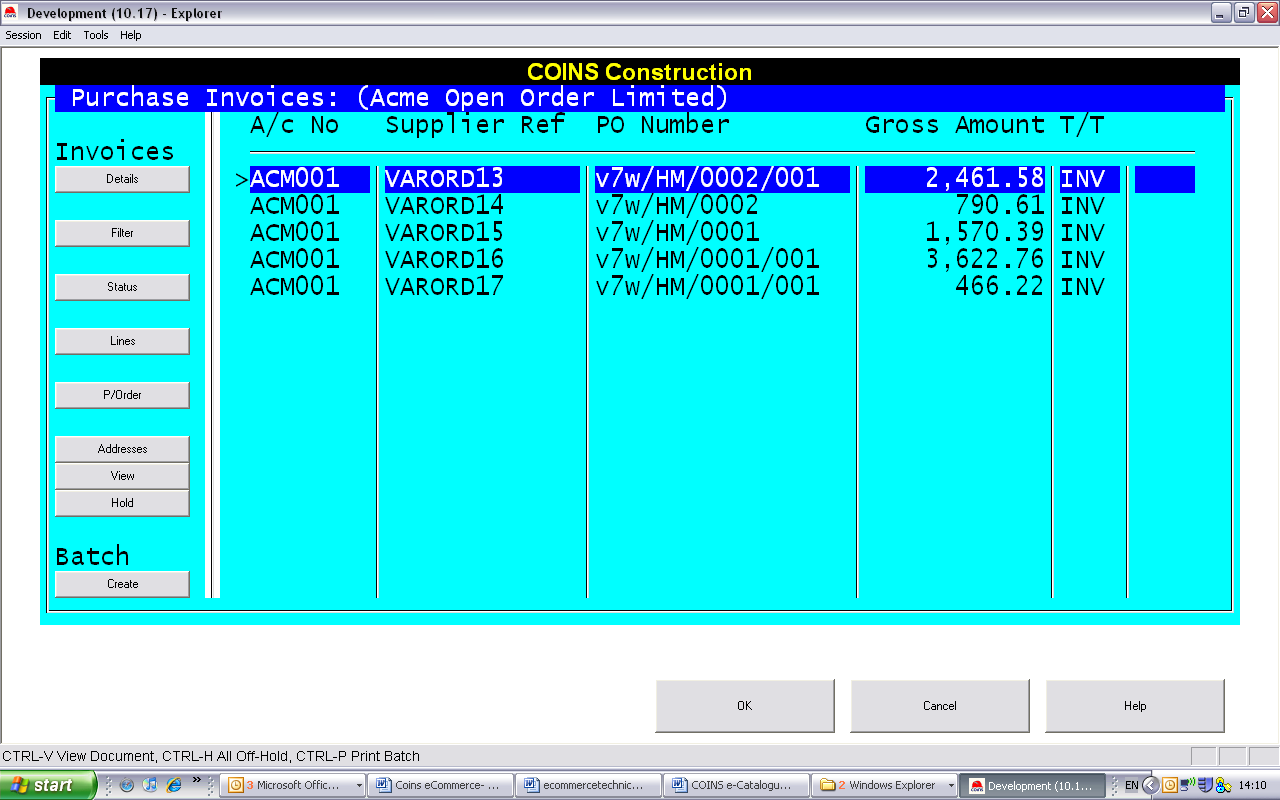 Development (10.17) - Explorer
Session Edit Tools Help
COINS Construction
Purchase Invoices: (Acme Open Order Limited)
A/c No Supplier Ref PO Number Gross Amount T/T
Invoices
Details
>ACM001 VARORD13 v7w/HM/0002/001 2,461.58 INV
ACM001 VARORD14 v7w/HM/0002 790.61 INV
Filter
ACM001 VARORD15 v7w/HM/0001 1,570.39 INV
ACM001 VARORD16 v7w/HM/0001/001 3,622.76 INV
Status
ACM001 VARORD17 v7w/HM/0001/001 466.22 INV
Lines
P/Order
Addresses
View
Hold
Batch
Create
OK Cancel Help
CTRL-V View Document, CTRL-H All Off-Hold, CTRL-P Print Batch
start » 3 Microsoft Offic... Coins eCommerce- ... ecommercetechnic... COINS e-Catalogu... 2 Windows Explorer Development (10.1... EN 14:10